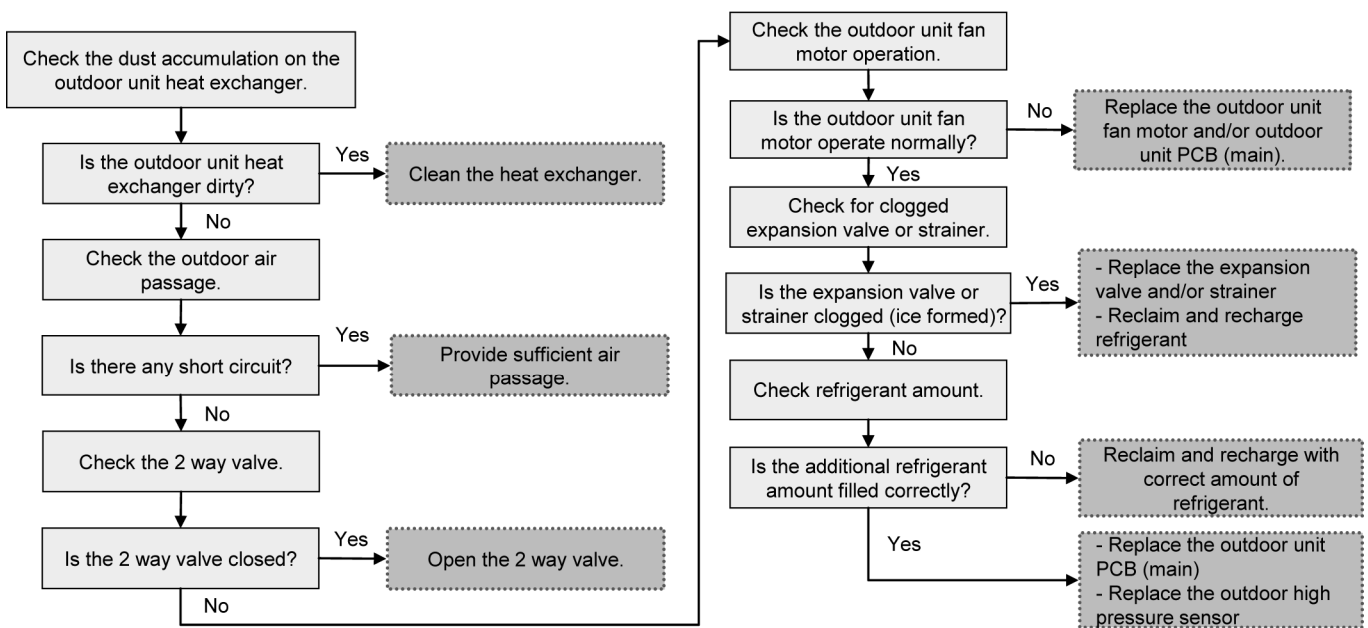 Check the dust accumulation on the
outdoor unit heat exchanger.
Is the outdoor unit heat
exchanger dirty?
Yes
Clean the heat exchanger.
No
Check the outdoor air
passage.
Is there any short circuit?
Yes
Provide sufficient air
passage.
No
Check the 2 way valve.
Is the 2 way valve closed?
Yes
Open the 2 way valve.
No
Check the outdoor unit fan
motor operation.
Is the outdoor unit fan
motor operate normally?
No
Replace the outdoor unit
fan motor and/or outdoor
unit PCB (main).
Yes
Check for clogged
expansion valve or strainer.
Is the expansion valve or
strainer clogged (ice formed)?
Yes
- Replace the expansion
valve and/or strainer
- Reclaim and recharge
refrigerant
No
Check refrigerant amount.
Is the additional refrigerant
amount filled correctly?
No
Reclaim and recharge with
correct amount of
refrigerant.
Yes
- Replace the outdoor unit
PCB (main)
- Replace the outdoor high
pressure sensor